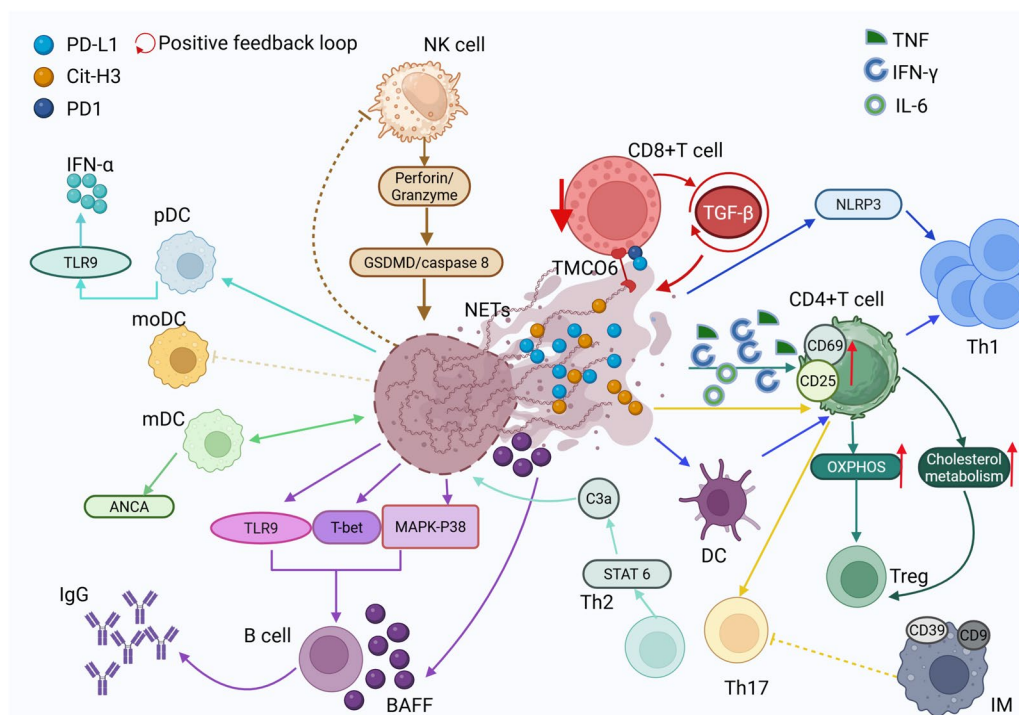 PD-L1
Positive feedback loop
Cit-H3
PD1
NK cell
TNF
IFN-γ
IL-6
CD8+T cell
IFN-α
pDC
Perforin/
Granzyme
TGF-β
NLRP3
TLR9
GSDMD/caspase 8
TMCO6
moDC
NETs
CD4+T cell
CD69
CD25
Th1
mDC
OXPHOS
Cholesterol
metabolism
ANCA
TLR9
T-bet
MAPK-P38
C3a
DC
STAT 6
Th2
Treg
IgG
B cell
BAFF
Th17
CD39
CD9
IM